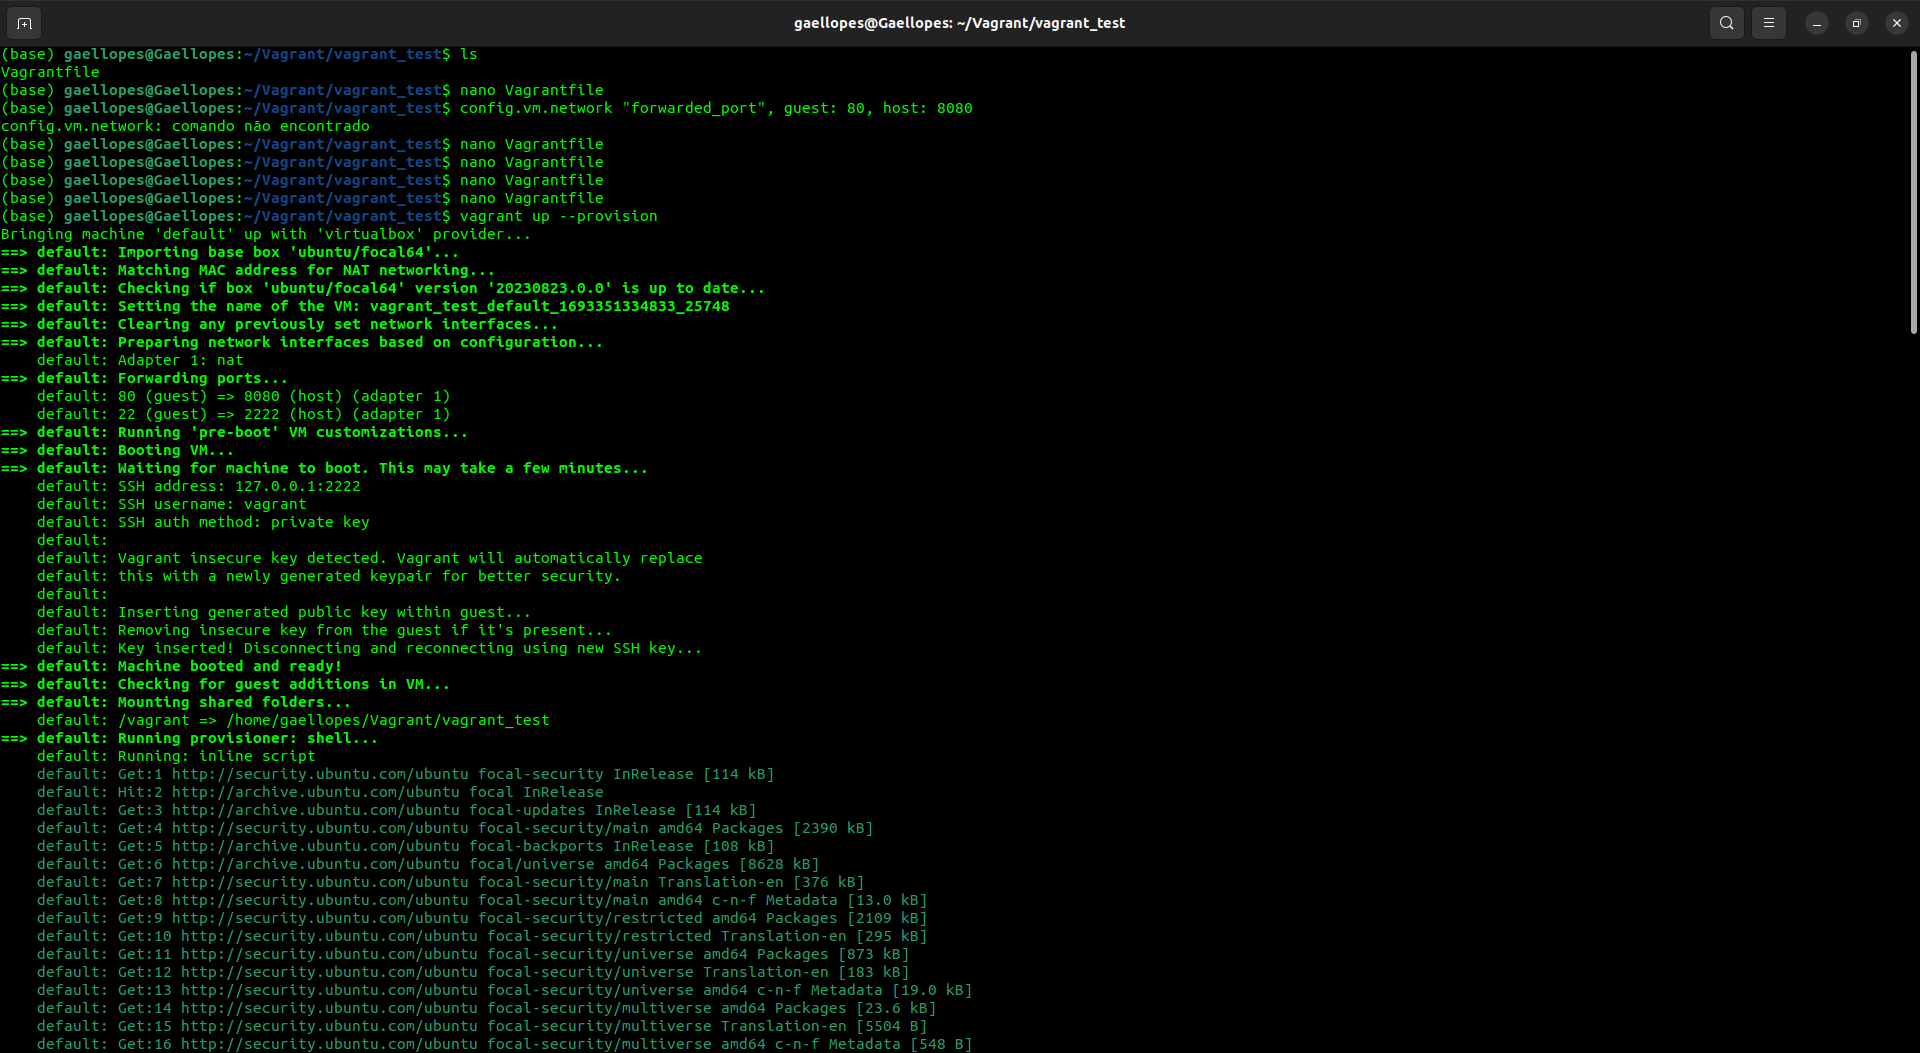 gaellopes@Gaellopes: ~/Vagrant/vagrant_test
(base) gaellopes@Gaellopes:~/Vagrant/vagrant_test$ ls
Vagrantfile
(base) gaellopes@Gaellopes:~/Vagrant/vagrant_test$ nano Vagrantfile
(base) gaellopes@Gaellopes:~/Vagrant/vagrant_test$ config.vm.network "forwarded_port", guest: 80, host: 8080
config.vm.network: comando não encontrado
(base) gaellopes@Gaellopes:~/Vagrant/vagrant_test$ nano Vagrantfile
(base) gaellopes@Gaellopes:~/Vagrant/vagrant_test$ nano Vagrantfile
(base) gaellopes@Gaellopes:~/Vagrant/vagrant_test$ nano Vagrantfile
(base) gaellopes@Gaellopes:~/Vagrant/vagrant_test$ nano Vagrantfile
(base) gaellopes@Gaellopes:~/Vagrant/vagrant_test$ vagrant up --provision
Bringing machine 'default' up with 'virtualbox' provider...
==> default: Importing base box 'ubuntu/focal64'...
==> default: Matching MAC address for NAT networking...
==> default: Checking if box 'ubuntu/focal64' version '20230823.0.0' is up to date...
==> default: Setting the name of the VM: vagrant_test_default_1693351334833_25748
==> default: Clearing any previously set network interfaces...
==> default: Preparing network interfaces based on configuration...
    default: Adapter 1: nat
==> default: Forwarding ports...
    default: 80 (guest) => 8080 (host) (adapter 1)
    default: 22 (guest) => 2222 (host) (adapter 1)
==> default: Running 'pre-boot' VM customizations...
==> default: Booting VM...
==> default: Waiting for machine to boot. This may take a few minutes...
    default: SSH address: 127.0.0.1:2222
    default: SSH username: vagrant
    default: SSH auth method: private key
    default:
    default: Vagrant insecure key detected. Vagrant will automatically replace
    default: this with a newly generated keypair for better security.
    default:
    default: Inserting generated public key within guest...
    default: Removing insecure key from the guest if it's present...
    default: Key inserted! Disconnecting and reconnecting using new SSH key...
==> default: Machine booted and ready!
==> default: Checking for guest additions in VM...
==> default: Mounting shared folders...
    default: /vagrant => /home/gaellopes/Vagrant/vagrant_test
==> default: Running provisioner: shell...
    default: Running: inline script
    default: Get:1 http://security.ubuntu.com/ubuntu focal-security InRelease [114 kB]
    default: Hit:2 http://archive.ubuntu.com/ubuntu focal InRelease
    default: Get:3 http://archive.ubuntu.com/ubuntu focal-updates InRelease [114 kB]
    default: Get:4 http://security.ubuntu.com/ubuntu focal-security/main amd64 Packages [2390 kB]
    default: Get:5 http://archive.ubuntu.com/ubuntu focal-backports InRelease [108 kB]
    default: Get:6 http://archive.ubuntu.com/ubuntu focal/universe amd64 Packages [8628 kB]
    default: Get:7 http://security.ubuntu.com/ubuntu focal-security/main Translation-en [376 kB]
    default: Get:8 http://security.ubuntu.com/ubuntu focal-security/main amd64 c-n-f Metadata [13.0 kB]
    default: Get:9 http://security.ubuntu.com/ubuntu focal-security/restricted amd64 Packages [2109 kB]
    default: Get:10 http://security.ubuntu.com/ubuntu focal-security/restricted Translation-en [295 kB]
    default: Get:11 http://security.ubuntu.com/ubuntu focal-security/universe amd64 Packages [873 kB]
    default: Get:12 http://security.ubuntu.com/ubuntu focal-security/universe Translation-en [183 kB]
    default: Get:13 http://security.ubuntu.com/ubuntu focal-security/universe amd64 c-n-f Metadata [19.0 kB]
    default: Get:14 http://security.ubuntu.com/ubuntu focal-security/multiverse amd64 Packages [23.6 kB]
    default: Get:15 http://security.ubuntu.com/ubuntu focal-security/multiverse Translation-en [5504 B]
    default: Get:16 http://security.ubuntu.com/ubuntu focal-security/multiverse amd64 c-n-f Metadata [548 B]